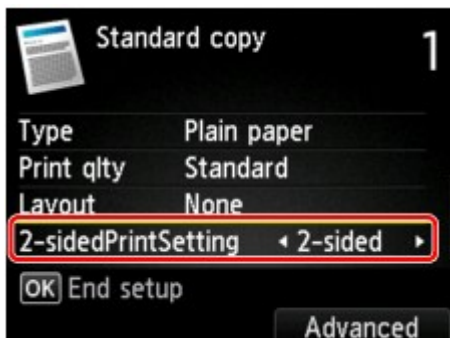 Standard copy 1
Type Plain paper
Print qlty Standard
Layout None
2-sidedPrintSetting 2-sided
OK End setup
Advanced